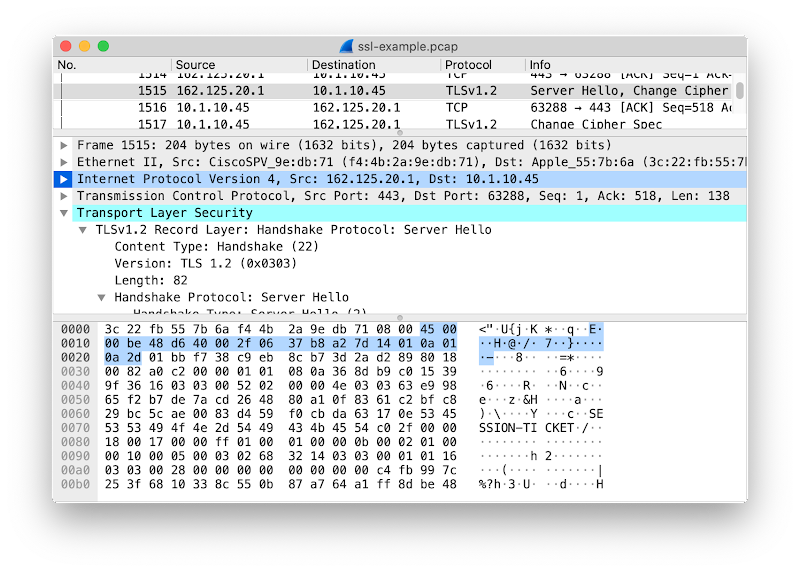 ssl-example.pcap
No. Source Destination Protocol Info
1514 162.125.20.1 10.1.10.45 TCP 443 → 63288 [ACK] Seq=1 ACK=
1515 162.125.20.1 10.1.10.45 TLSv1.2 Server Hello, Change Cipher
1516 10.1.10.45 162.125.20.1 TCP 63288 → 443 [ACK] Seq=518 Ac
1517 10.1.10.45 162.125.20.1 TLSv1.2 Change Cipher Spec
Frame 1515: 204 bytes on wire (1632 bits), 204 bytes captured (1632 bits)
Ethernet II, Src: CiscoSPV_9e:db:71 (f4:4b:2a:9e:db:71), Dst: Apple_55:7b:6a (3c:22:fb:55:7b
Internet Protocol Version 4, Src: 162.125.20.1, Dst: 10.1.10.45
Transmission Control Protocol, Src Port: 443, Dst Port: 63288, Seq: 1, Ack: 518, Len: 138
Transport Layer Security
TLSv1.2 Record Layer: Handshake Protocol: Server Hello
Content Type: Handshake (22)
Version: TLS 1.2 (0x0303)
Length: 82
Handshake Protocol: Server Hello
Handshake Type: Server Hello (2)
0000 3c 22 fb 55 7b 6a f4 4b 2a 9e db 71 08 00 45 00 <"·U{j·K *··q··E·
0010 00 be 48 d6 40 00 2f 06 37 b8 a2 7d 14 01 0a 01 ··H·@·/· 7··}····
0020 0a 2d 01 bb f7 38 c9 eb 8c b7 3d 2a d2 89 80 18 ·-···8·· ··=*····
0030 00 82 a0 c2 00 00 01 01 08 0a 36 8d b9 c0 15 39 ········ ··6····9
0040 9f 36 16 03 03 00 52 02 00 00 4e 03 03 63 e9 98 ·6····R· ··N··c··
0050 65 f2 b7 de 7a cd 26 48 80 a1 0f 83 61 c2 bf c8 e···z·&H ····a···
0060 29 bc 5c ae 00 83 d4 59 f0 cb da 63 17 0e 53 45 )·\····Y ···c··SE
0070 53 53 49 4f 4e 2d 54 49 43 4b 45 54 c0 2f 00 00 SSION-TI CKET·/··
0080 18 00 17 00 00 ff 01 00 01 00 00 0b 00 02 01 00 ········ ········
0090 00 10 00 05 00 03 02 68 32 14 03 03 00 01 01 16 ·······h 2·······
00a0 03 03 00 28 00 00 00 00 00 00 00 00 c4 fb 99 7c ···(···· ·······|
00b0 25 3f 68 10 33 8c 55 0b 87 a7 64 a1 ff 8d be 48 %?h·3·U· ··d····H